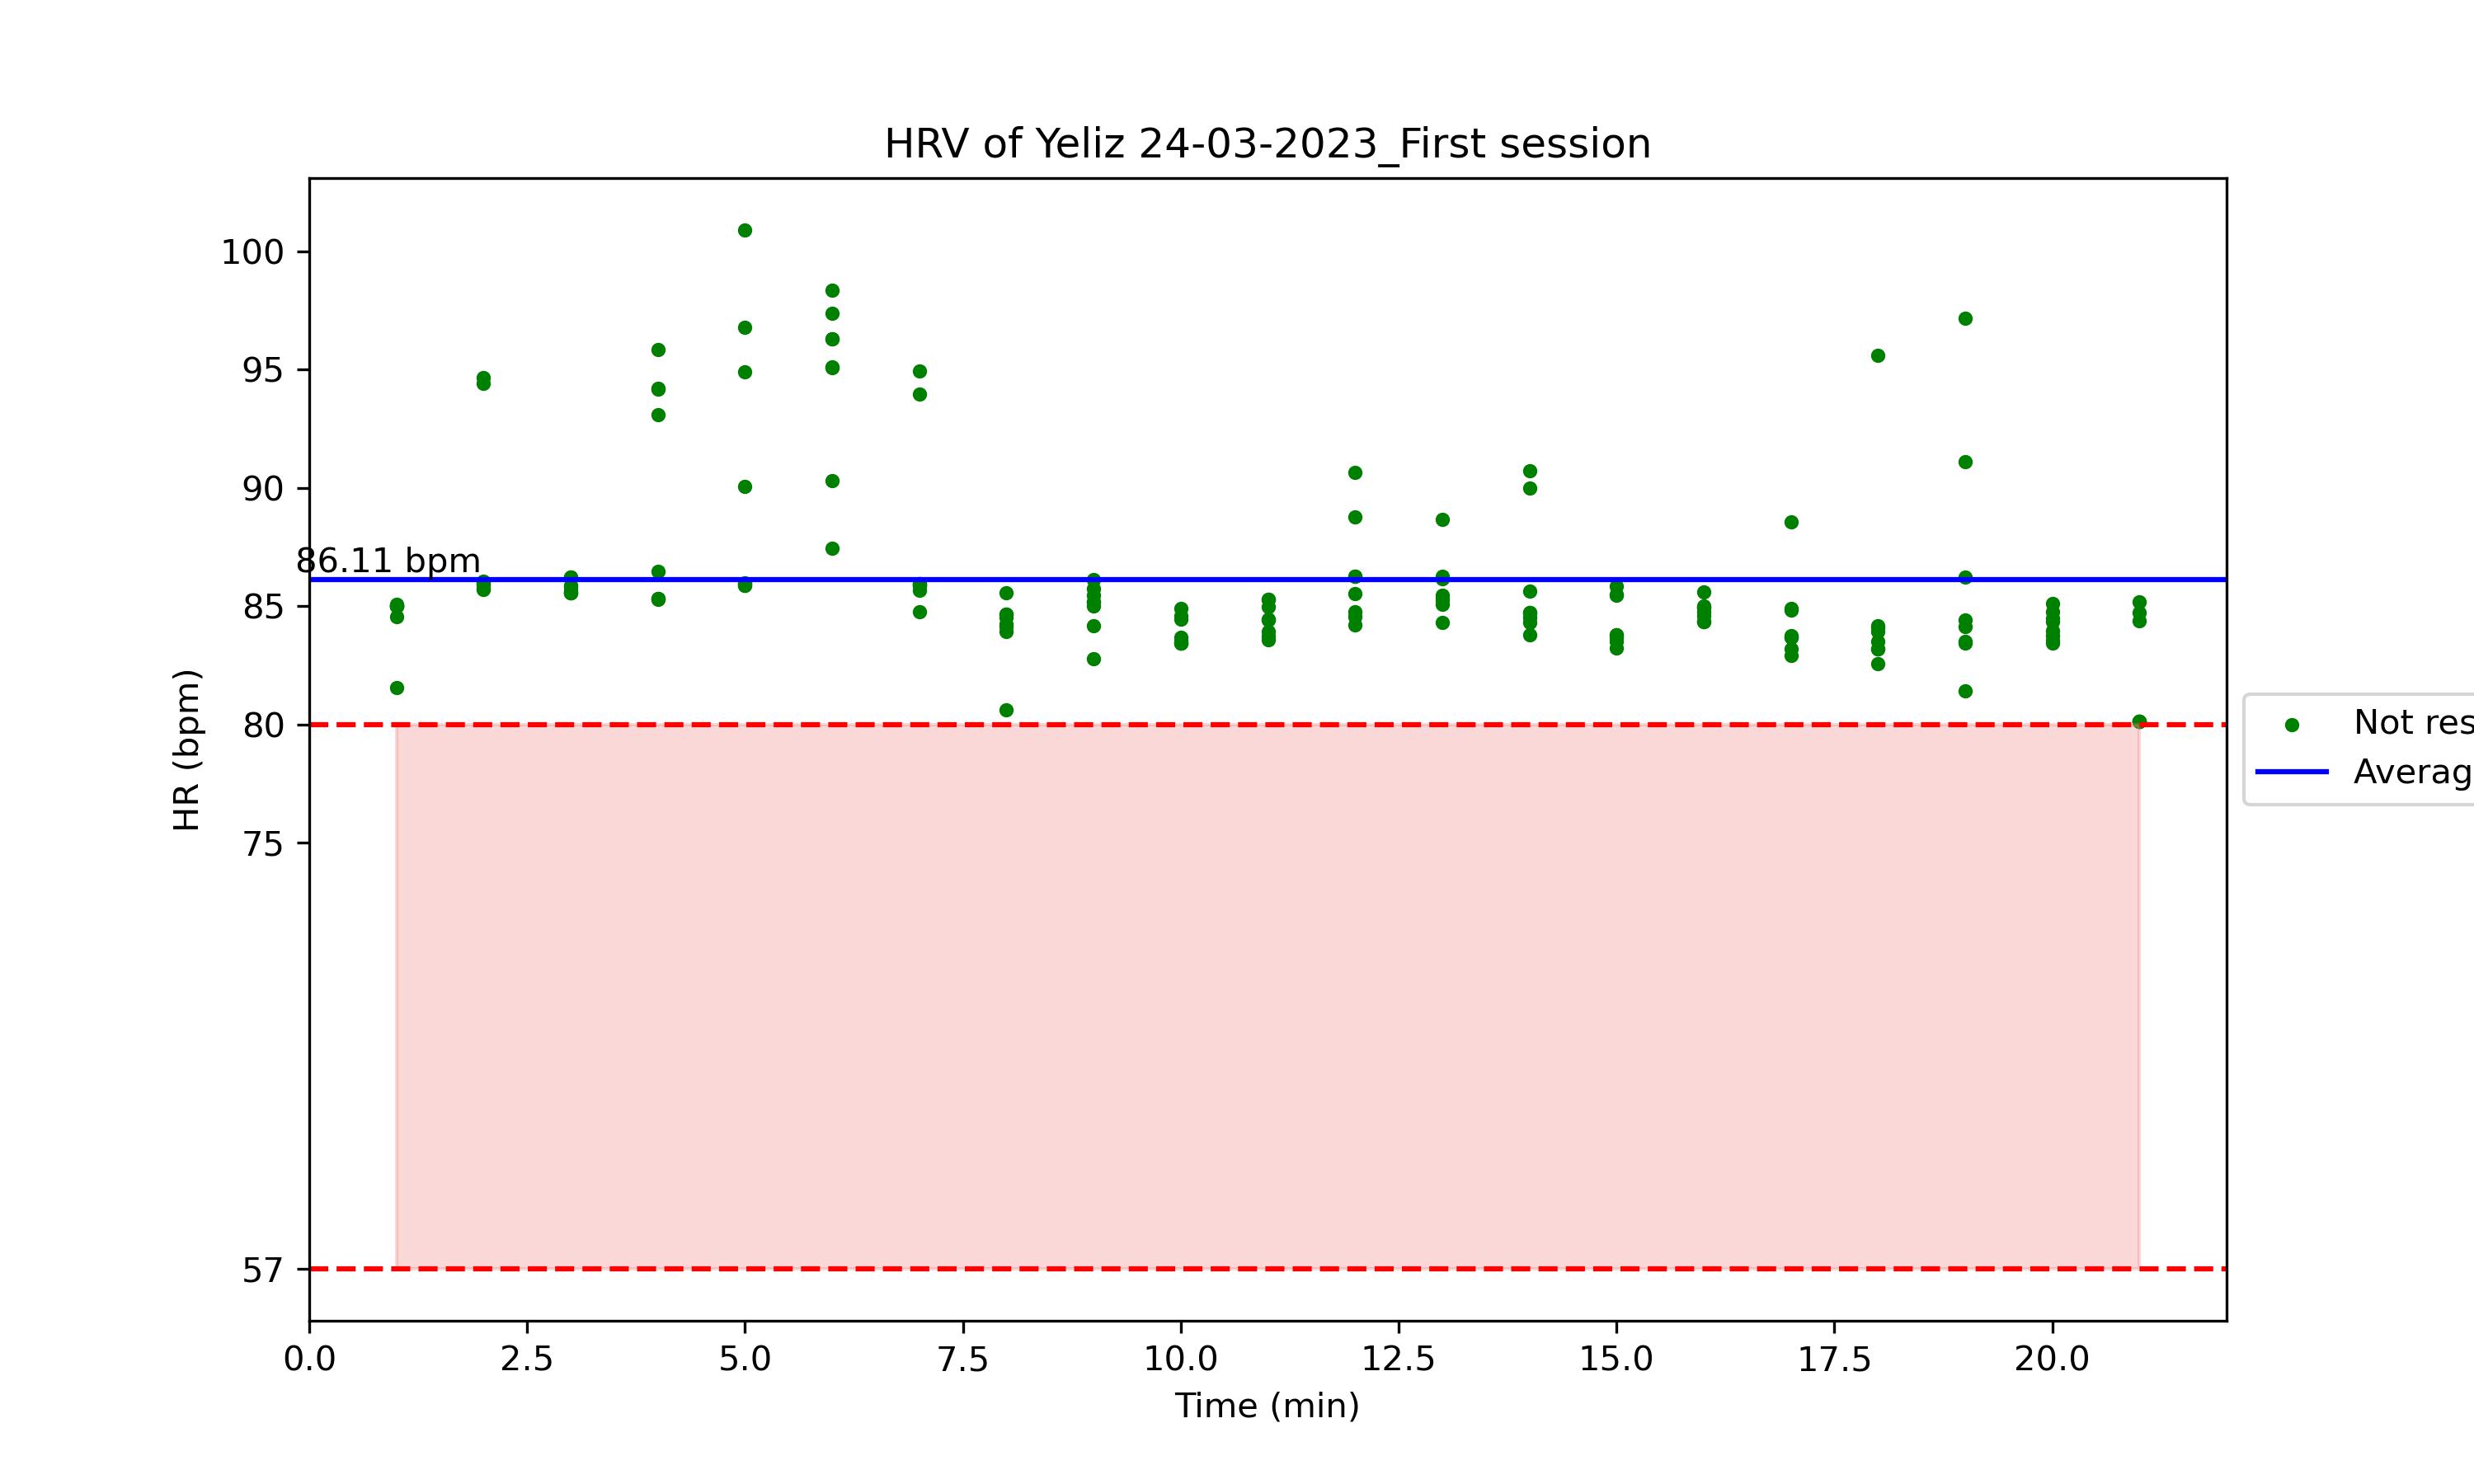 HRV of Yeliz 24-03-2023_First session
100
95
90
86.11 bpm
85
80
75
57
HR (bpm)
Not res
Averag
0.0 2.5 5.0 7.5 10.0 12.5 15.0 17.5 20.0
Time (min)